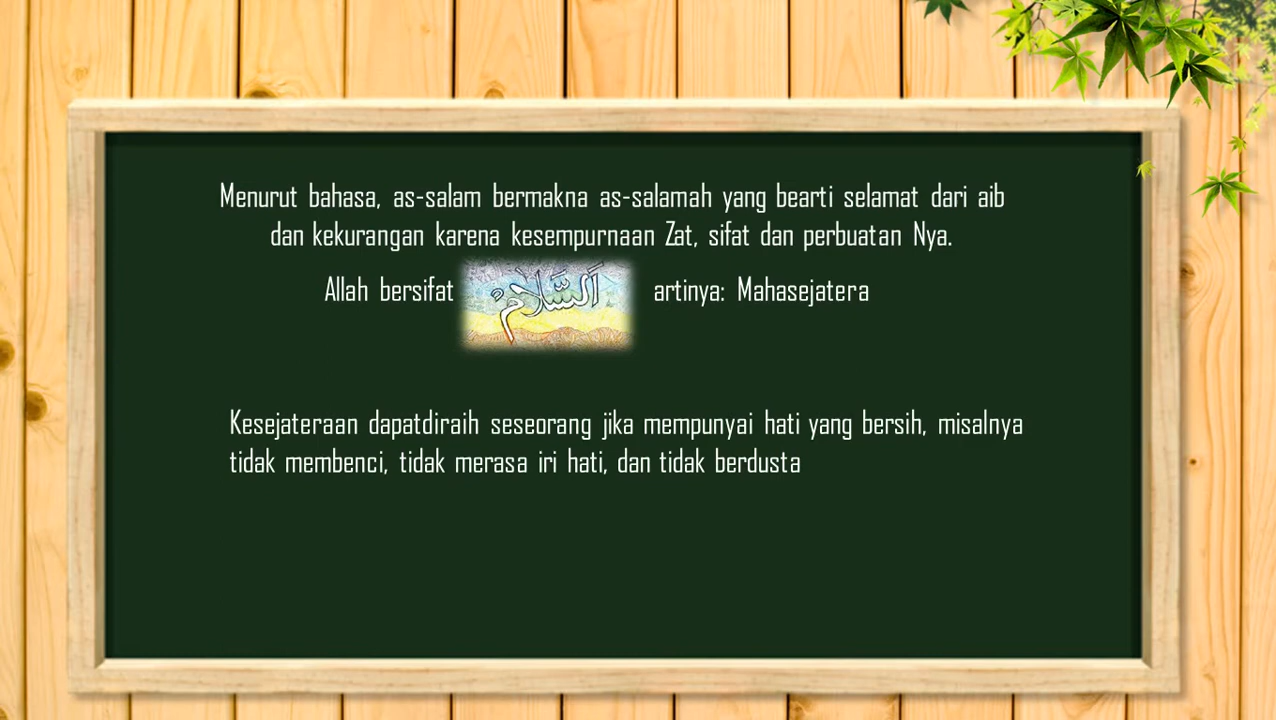 Menurut bahasa, as-salam bermakna as-salamah yang bearti selamat dari aib
dan kekurangan karena kesempurnaan Zat, sifat dan perbuatan Nya.
Allah bersifat اَلسَّلَامُ artinya: Mahasejatera
Kesejateraan dapatdiraih seseorang jika mempunyai hati yang bersih, misalnya
tidak membenci, tidak merasa iri hati, dan tidak berdusta